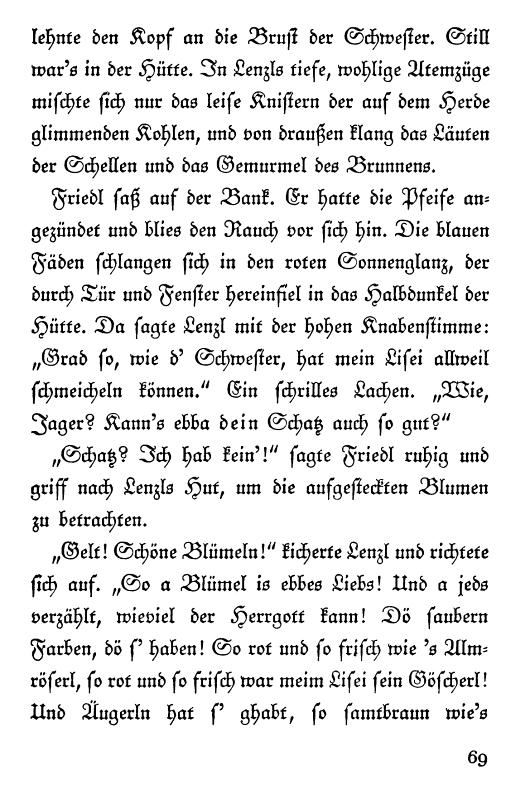 lehnte den Kopf an die Brust der Schwester. Still
war's in der Hütte. In Lenzls tiefe, wohlige Atemzüge
mischte sich nur das leise Knistern der auf dem Herde
glimmenden Kohlen, und von draußen klang das Läuten
der Schellen und das Gemurmel des Brunnens.
Friedl saß auf der Bank. Er hatte die Pfeife an-
gezündet und blies den Rauch vor sich hin. Die blauen
Fäden schlangen sich in den roten Sonnenglanz, der
durch Tür und Fenster hereinfiel in das Halbdunkel der
Hütte. Da sagte Lenzl mit der hohen Knabenstimme:
„Grad so, wie d' Schwester, hat mein Lisei allweil
schmeicheln können.“ Ein schrilles Lachen. „Wie,
Jager? Kann's ebba dein Schatz auch so gut?“
„Schatz? Ich hab kein'!“ sagte Friedl ruhig und
griff nach Lenzls Hut, um die aufgesteckten Blumen
zu betrachten.
„Gelt! Schöne Blümeln!“ kicherte Lenzl und richtete
sich auf. „So a Blümel is ebbes Liebs! Und a jeds
verzählt, wieviel der Herrgott kann! Dö saubern
Farben, dö s' haben! So rot und so frisch wie 's Alm-
röserl, so rot und so frisch war meim Lisei sein Göscherl!
Und Äugerln hat s' ghabt, so samtbraun wie's
69